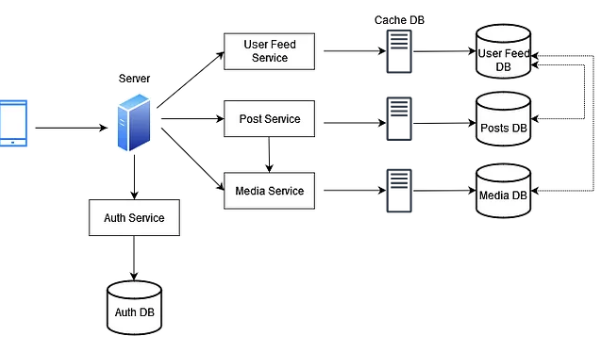 Cache DB
User Feed
Service
User Feed
DB
Server
Post Service
Posts DB
Media Service
Media DB
Auth Service
Auth DB